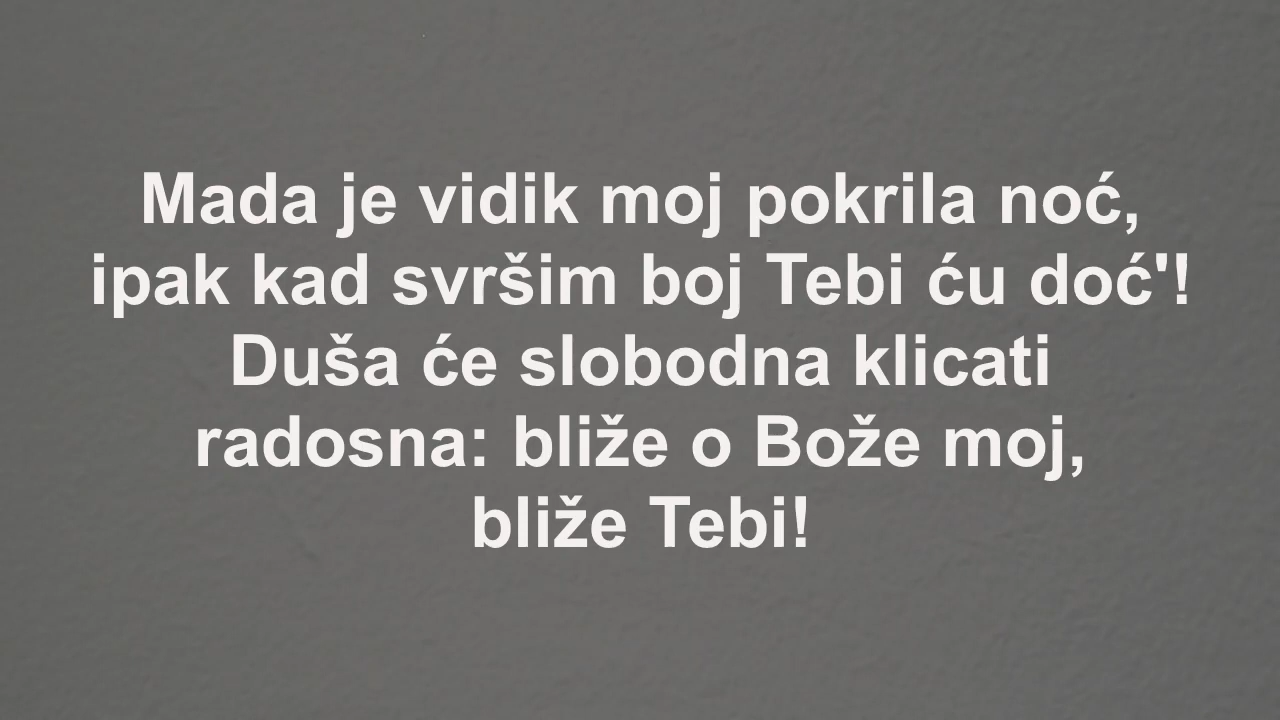 Mada je vidik moj pokrila noć,
ipak kad svršim boj Tebi ću doć'!
Duša će slobodna klicati
radosna: bliže o Bože moj,
bliže Tebi!